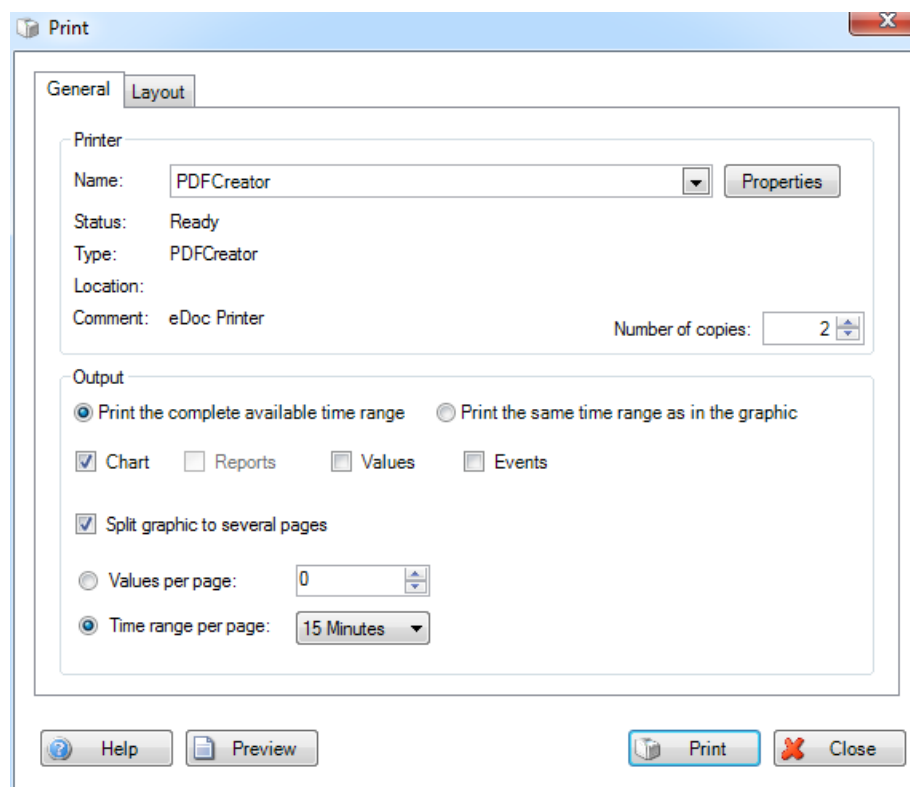 Print
General Layout
Printer
Name: PDFCreator Properties
Status: Ready
Type: PDFCreator
Location:
Comment: eDoc Printer
Number of copies: 2
Output
Print the complete available time range Print the same time range as in the graphic
Chart Reports Values Events
Split graphic to several pages
Values per page: 0
Time range per page: 15 Minutes
Help Preview Print Close